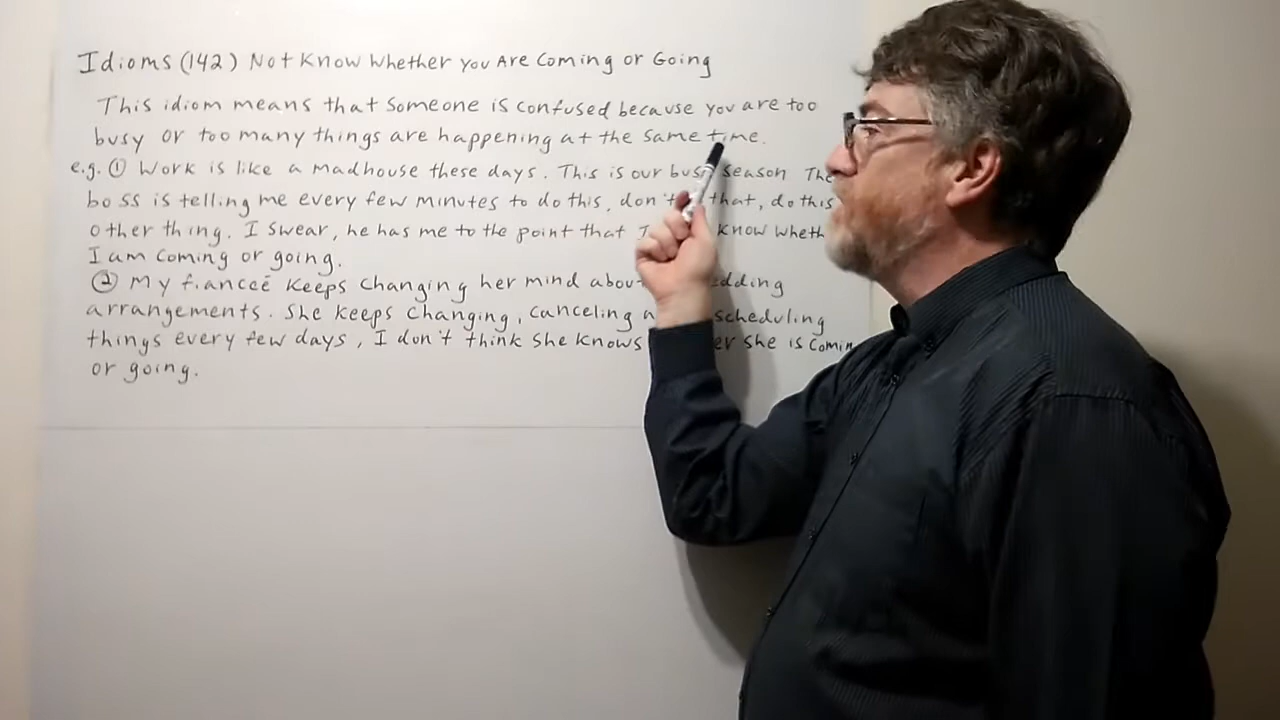 Idioms (142) Not Know Whether You Are Coming or Going
This idiom means that someone is confused because you are too
busy or too many things are happening at the same time.
e.g. ① Work is like a madhouse these days. This is our busy season The
boss is telling me every few minutes to do this, don't that, do this
other thing. I swear, he has me to the point that I know wheth
I am coming or going.
② My fianceé keeps changing her mind about dding
arrangements. She keeps changing, canceling a scheduling
things every few days, I don't think she knows er she is comin
or going.